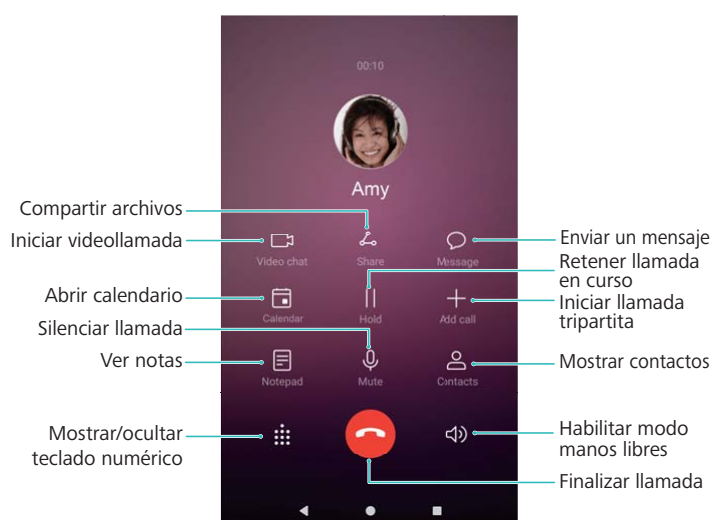 00:10
Amy
Compartir archivos
Iniciar videollamada
Enviar un mensaje
Video chat
Share
Message
Retener llamada
en curso
Abrir calendario
Iniciar llamada
tripartita
Calendar
Hold
Add call
Silenciar llamada
Ver notas
Mostrar contactos
Notepad
Mute
Contacts
Mostrar/ocultar
teclado numérico
Habilitar modo
manos libres
Finalizar llamada